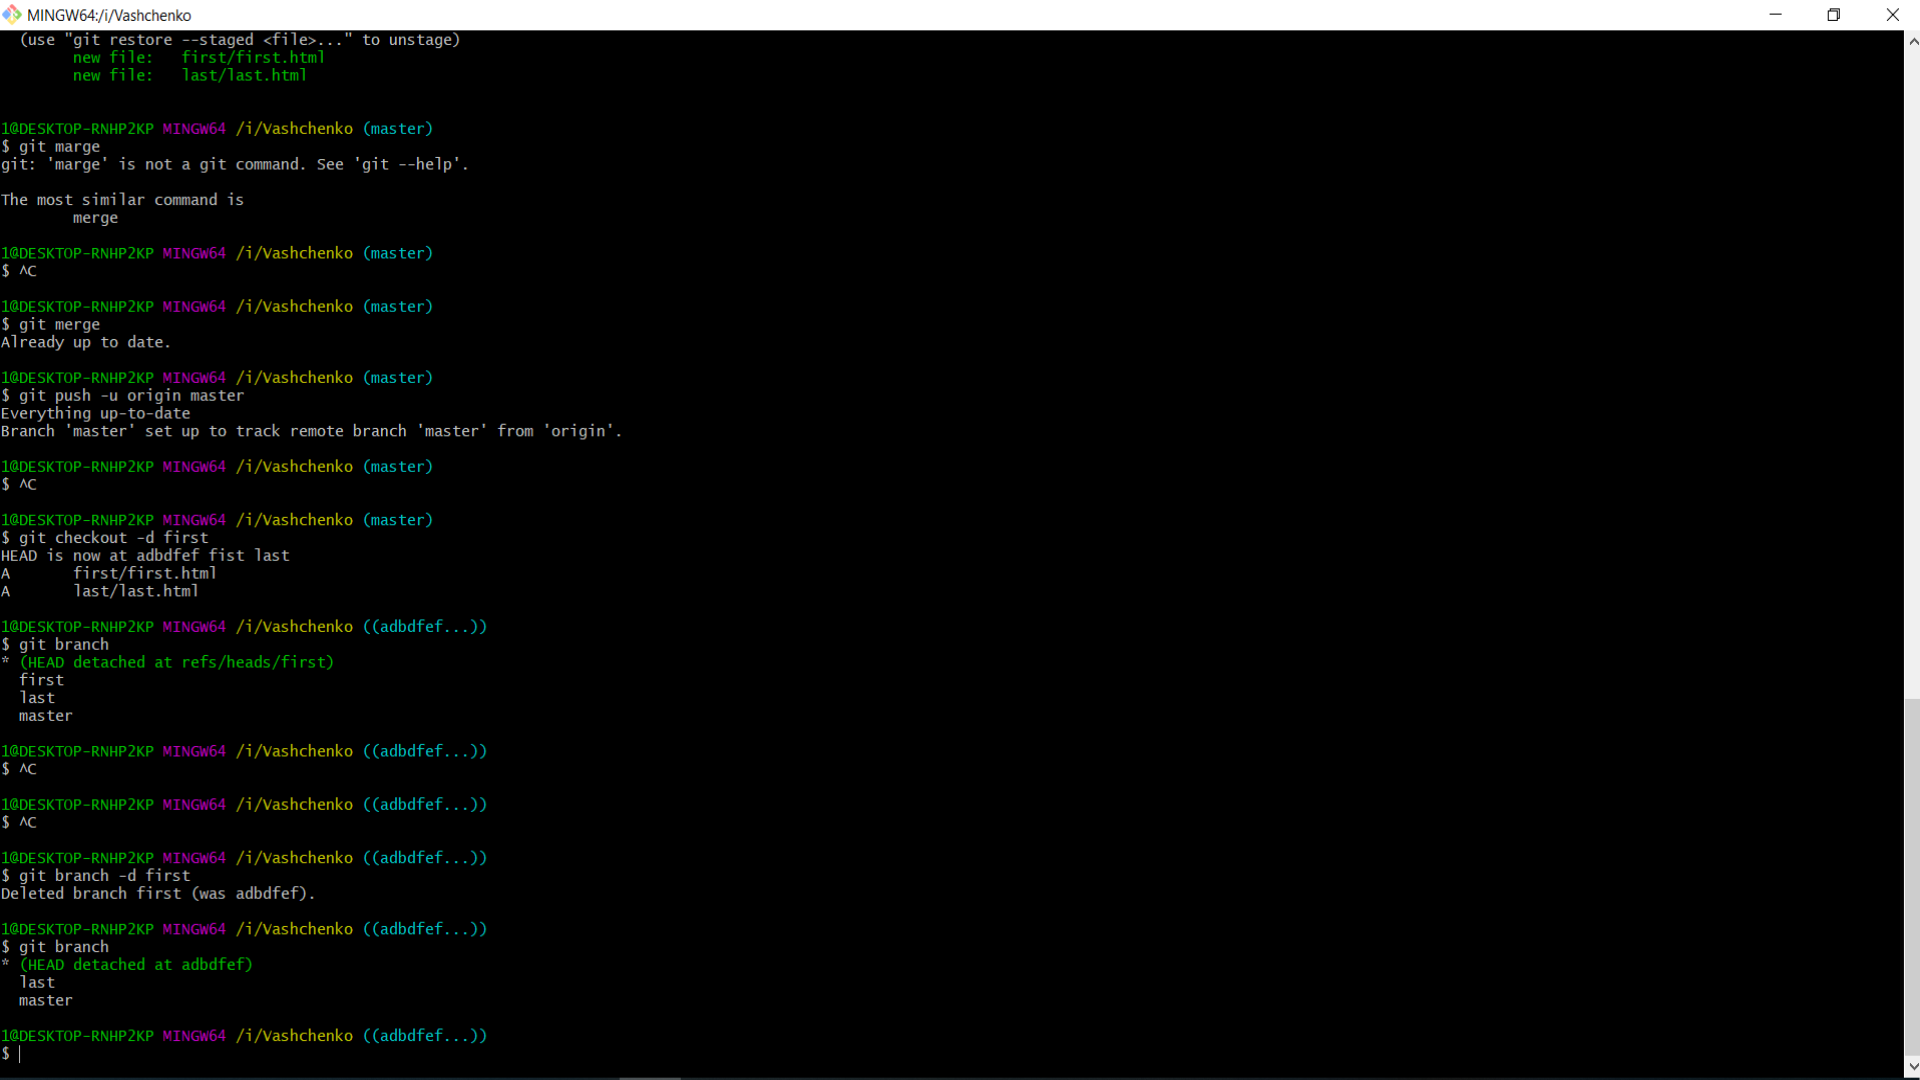 MINGW64:/i/Vashchenko
(use "git restore --staged <file>..." to unstage)
new file:   first/first.html
new file:   last/last.html
1@DESKTOP-RNHP2KP MINGW64 /i/Vashchenko (master)
$ git marge
git: 'marge' is not a git command. See 'git --help'.
The most similar command is
merge
1@DESKTOP-RNHP2KP MINGW64 /i/Vashchenko (master)
$ ^C
1@DESKTOP-RNHP2KP MINGW64 /i/Vashchenko (master)
$ git merge
Already up to date.
1@DESKTOP-RNHP2KP MINGW64 /i/Vashchenko (master)
$ git push -u origin master
Everything up-to-date
Branch 'master' set up to track remote branch 'master' from 'origin'.
1@DESKTOP-RNHP2KP MINGW64 /i/Vashchenko (master)
$ ^C
1@DESKTOP-RNHP2KP MINGW64 /i/Vashchenko (master)
$ git checkout -d first
HEAD is now at adbdfef fist last
A       first/first.html
A       last/last.html
1@DESKTOP-RNHP2KP MINGW64 /i/Vashchenko ((adbdfef...))
$ git branch
* (HEAD detached at refs/heads/first)
first
last
master
1@DESKTOP-RNHP2KP MINGW64 /i/Vashchenko ((adbdfef...))
$ ^C
1@DESKTOP-RNHP2KP MINGW64 /i/Vashchenko ((adbdfef...))
$ ^C
1@DESKTOP-RNHP2KP MINGW64 /i/Vashchenko ((adbdfef...))
$ git branch -d first
Deleted branch first (was adbdfef).
1@DESKTOP-RNHP2KP MINGW64 /i/Vashchenko ((adbdfef...))
$ git branch
* (HEAD detached at adbdfef)
last
master
1@DESKTOP-RNHP2KP MINGW64 /i/Vashchenko ((adbdfef...))
$